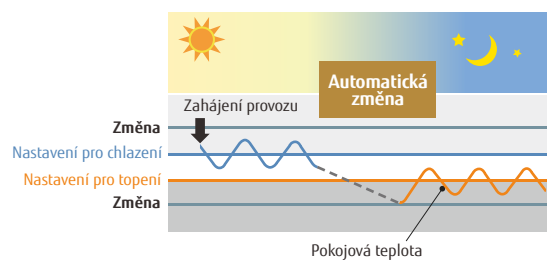 Automatická
změna
Zahájení provozu
Změna
Nastavení pro chlazení
Nastavení pro topení
Změna
Pokojová teplota